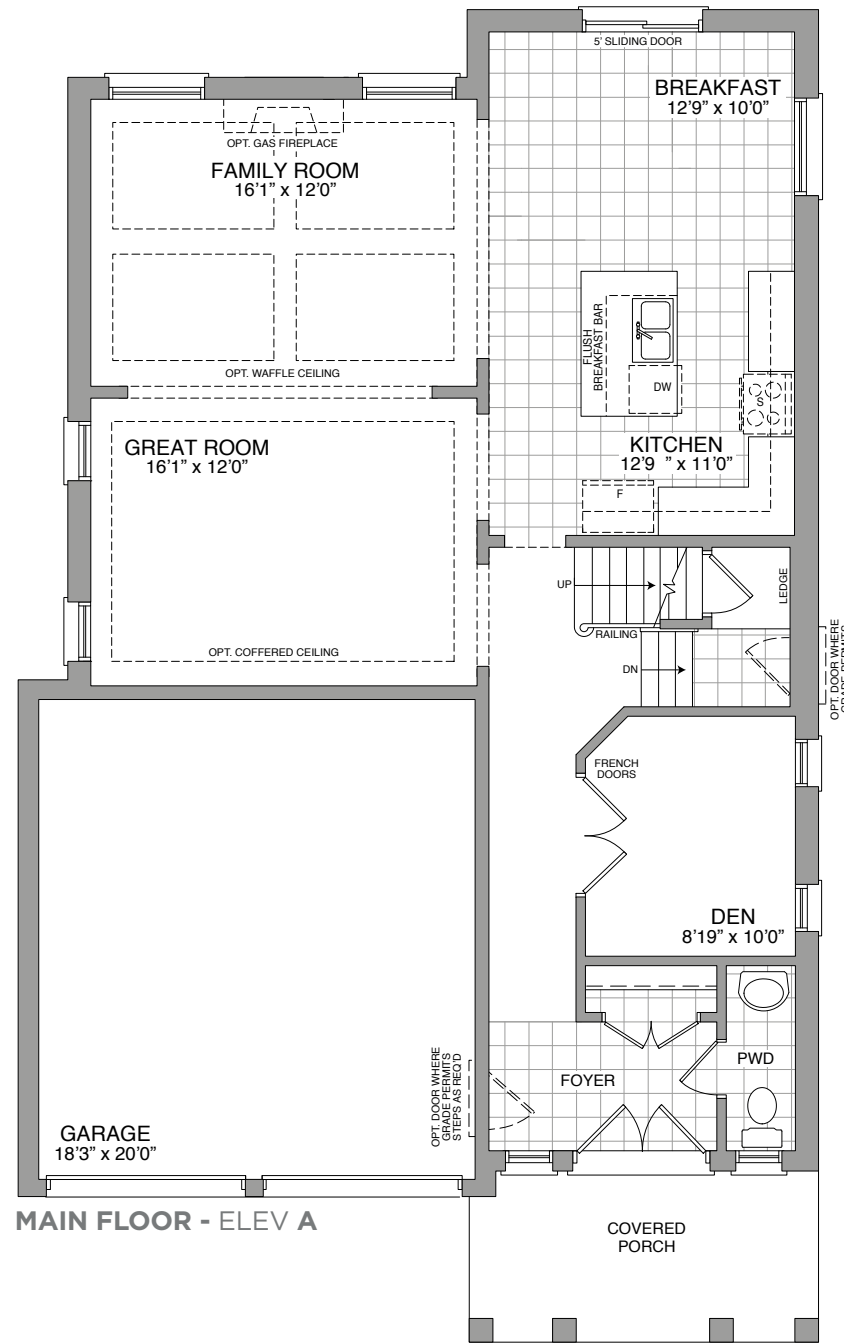 5' SLIDING DOOR
BREAKFAST
12'9" x 10'0"
OPT. GAS FIREPLACE
FAMILY ROOM
16'1" x 12'0"
FLUSH
BREAKFAST BAR
OPT. WAFFLE CEILING
DW
S
GREAT ROOM
16'1" x 12'0"
KITCHEN
12'9 " x 11'0"
F
UP
LEDGE
RAILING
OPT. COFFERED CEILING
DN
OPT. DOOR WHERE
GRADE PERMITS
FRENCH
DOORS
DEN
8'19" x 10'0"
OPT. DOOR WHERE
GRADE PERMITS
STEPS AS REQ'D
PWD
FOYER
GARAGE
18'3" x 20'0"
MAIN FLOOR - ELEV A
COVERED
PORCH